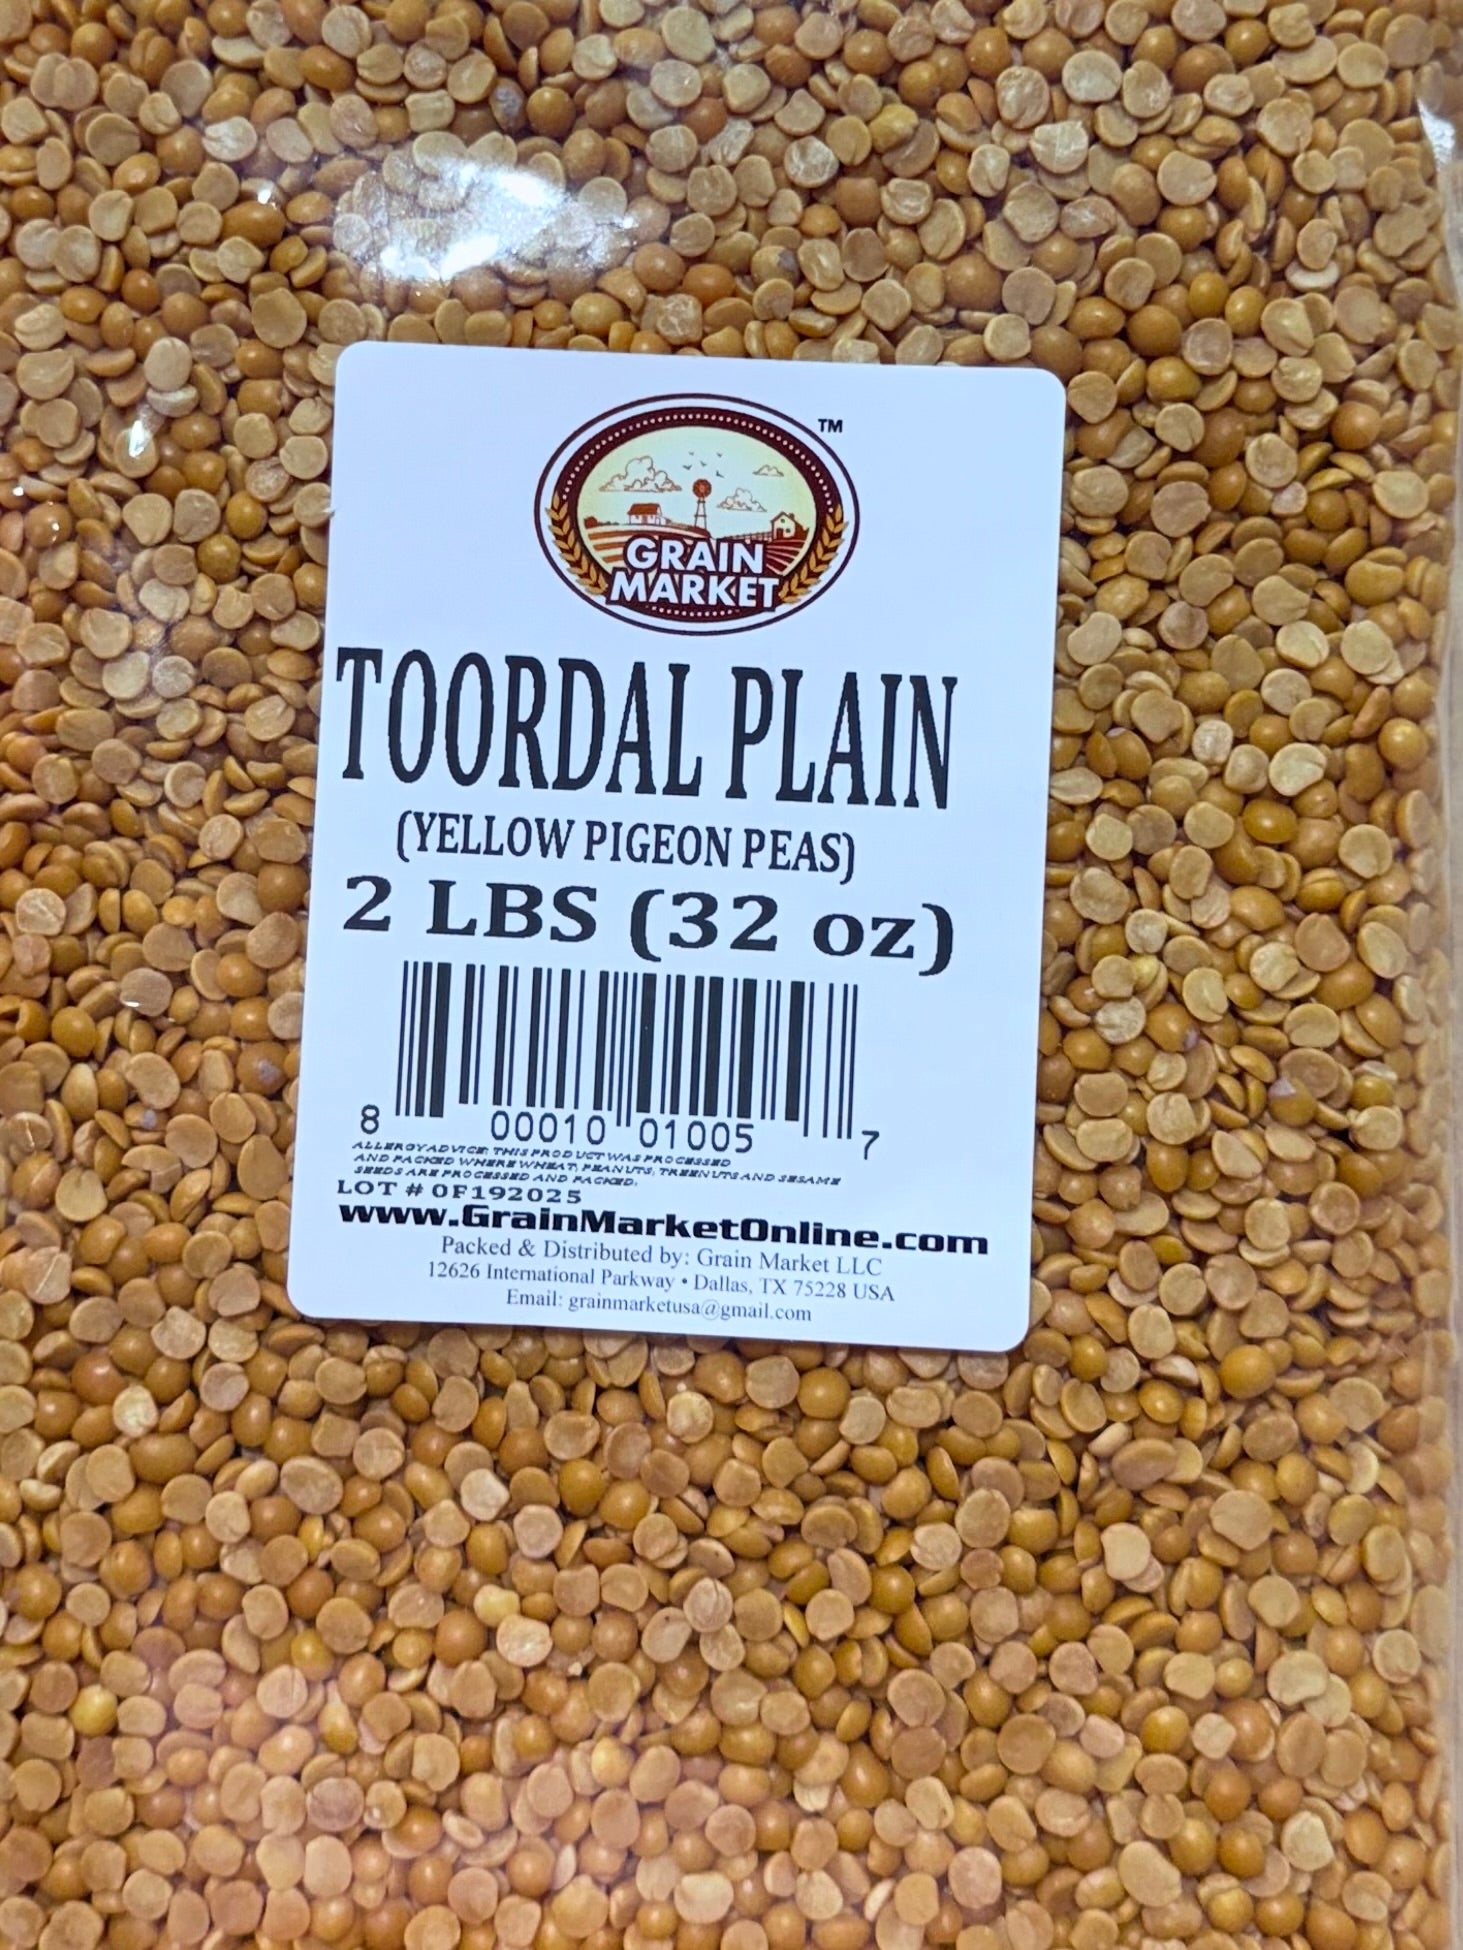 TM
GRAIN
MARKET
TOORDAL PLAIN
(YELLOW PIGEON PEAS)
2 LBS (32 oz)
8 00010 01005 7
ALLERGY ADVICE: THIS PRODUCT WAS PROCESSED
AND PACKED WHERE WHEAT, PEANUTS, TREENUTS AND SESAME
SEEDS ARE PROCESSED AND PACKED.
LOT # 0F192025
www.GrainMarketOnline.com
Packed & Distributed by: Grain Market LLC
12626 International Parkway • Dallas, TX 75228 USA
Email: grainmarketusa@gmail.com